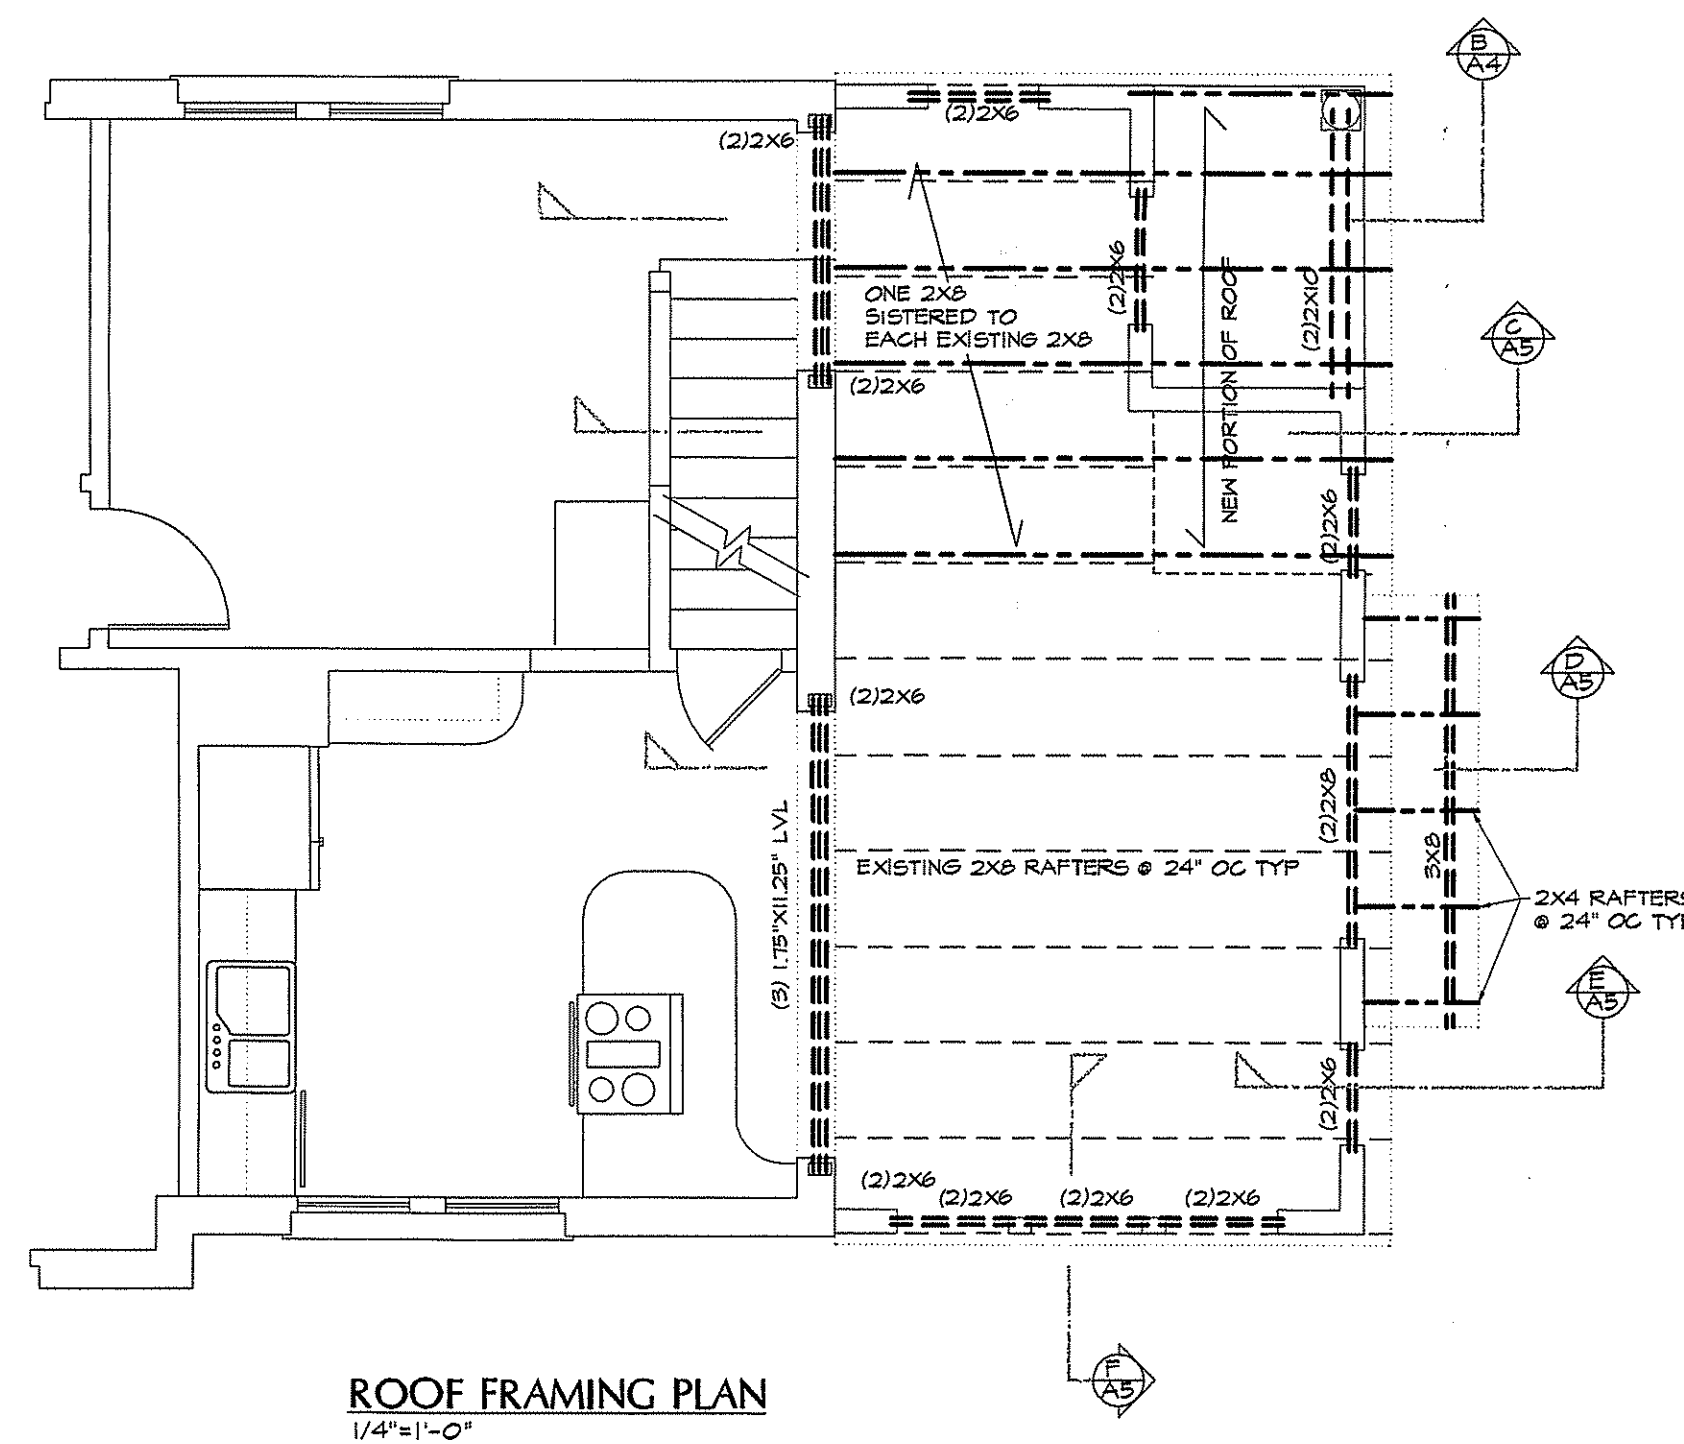 B
A4
(2)2X6
(2)2X6
(2)2X6
(2)2X10
ONE 2X8
SISTERED TO
EACH EXISTING 2X8
NEW PORTION OF ROOF
C
A5
(2)2X6
(2)2X6
D
A5
(2)2X6
(3) 1.75"X11.25" LVL
(2)2X8
EXISTING 2X8 RAFTERS @ 24" OC TYP
3X8
2X4 RAFTERS
@ 24" OC TYP
E
A5
(2)2X6
(2)2X6
(2)2X6
(2)2X6
(2)2X6
F
A5
ROOF FRAMING PLAN
1/4"=1'-0"